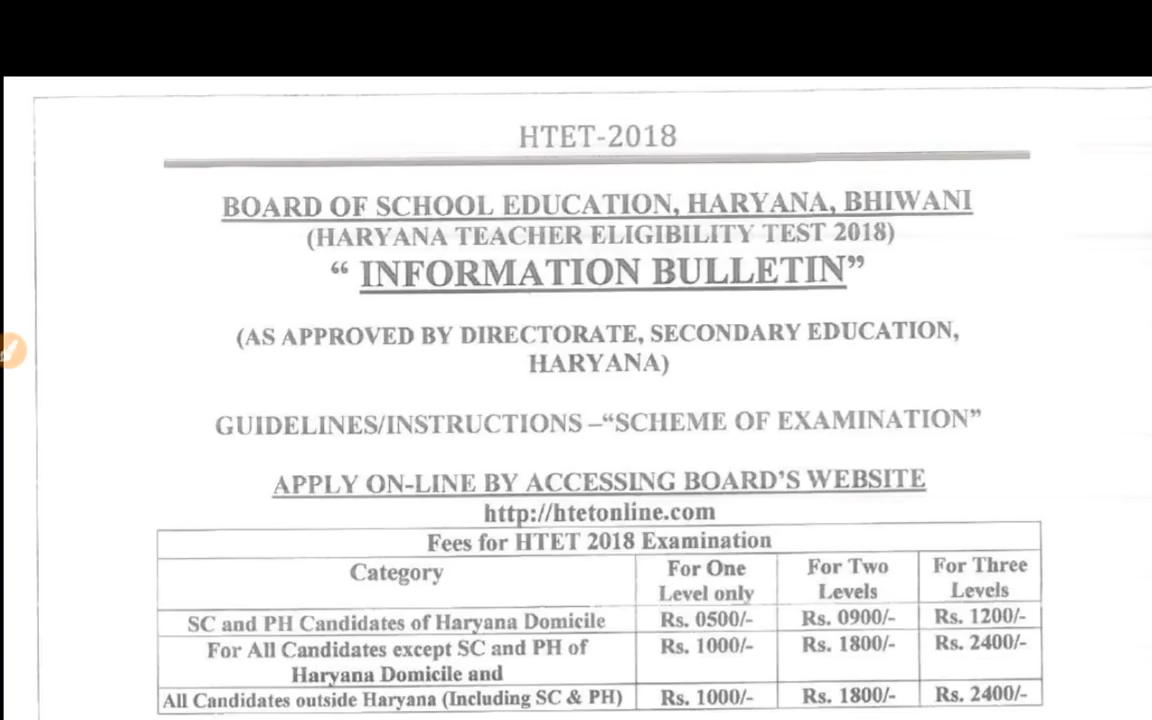 HTET-2018
BOARD OF SCHOOL EDUCATION, HARYANA, BHIWANI
(HARYANA TEACHER ELIGIBILITY TEST 2018)
“ INFORMATION BULLETIN”
(AS APPROVED BY DIRECTORATE, SECONDARY EDUCATION,
HARYANA)
GUIDELINES/INSTRUCTIONS –“SCHEME OF EXAMINATION”
APPLY ON-LINE BY ACCESSING BOARD’S WEBSITE
http://htetonline.com
Fees for HTET 2018 Examination
Category For One Level only For Two Levels For Three Levels
SC and PH Candidates of Haryana Domicile Rs. 0500/- Rs. 0900/- Rs. 1200/-
For All Candidates except SC and PH of Haryana Domicile and Rs. 1000/- Rs. 1800/- Rs. 2400/-
All Candidates outside Haryana (Including SC & PH) Rs. 1000/- Rs. 1800/- Rs. 2400/-